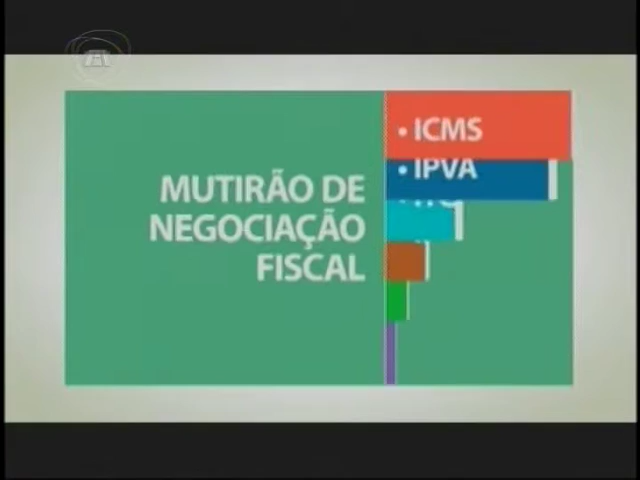 MUTIRÃO DE
NEGOCIAÇÃO
FISCAL
• ICMS
• IPVA